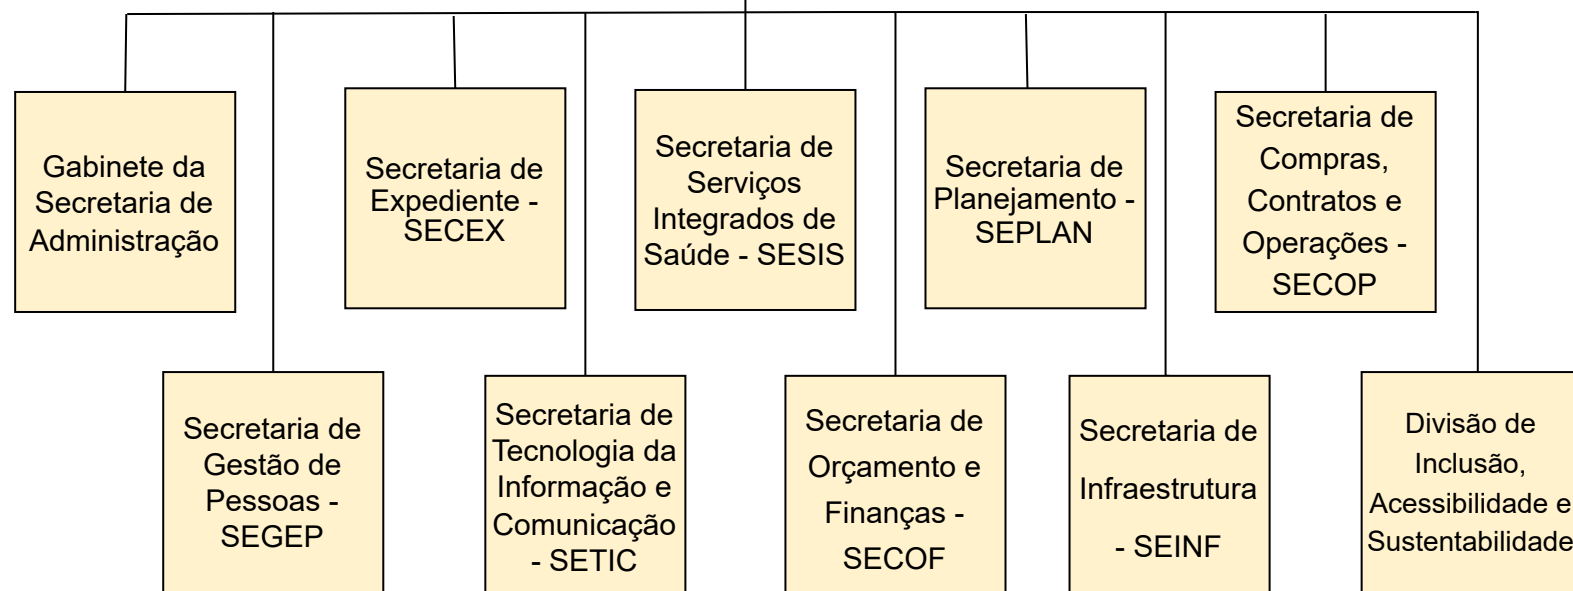 Gabinete da
Secretaria de
Administração
Secretaria de
Expediente -
SECEX
Secretaria de
Serviços
Integrados de
Saúde - SESIS
Secretaria de
Planejamento -
SEPLAN
Secretaria de
Compras,
Contratos e
Operações -
SECOP
Secretaria de
Gestão de
Pessoas -
SEGEP
Secretaria de
Tecnologia da
Informação e
Comunicação
- SETIC
Secretaria de
Orçamento e
Finanças -
SECOF
Secretaria de
Infraestrutura
- SEINF
Divisão de
Inclusão,
Acessibilidade e
Sustentabilidade